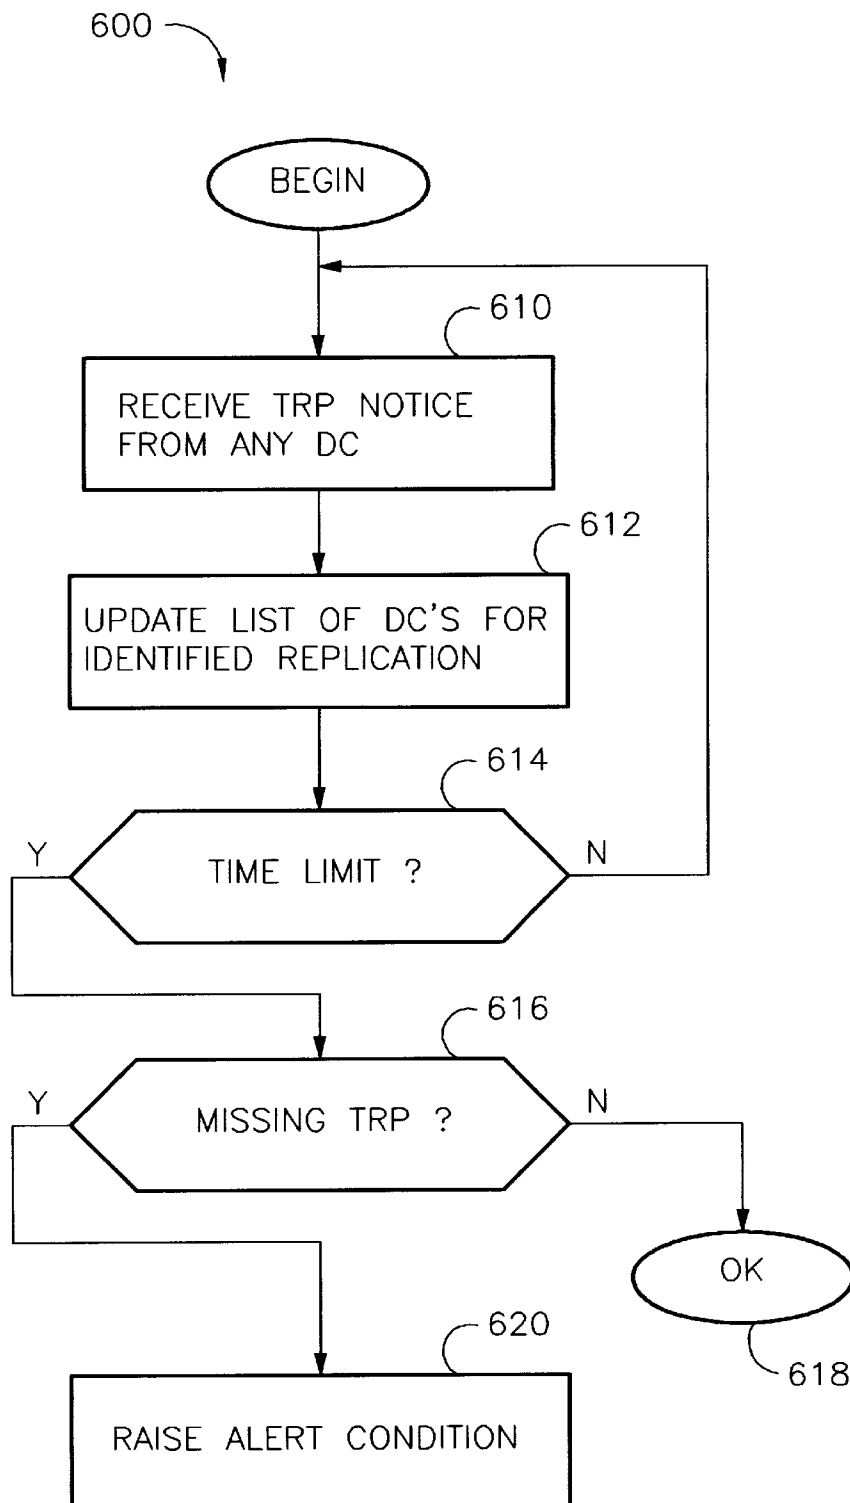 600
BEGIN
610
RECEIVE TRP NOTICE
FROM ANY DC
612
UPDATE LIST OF DC'S FOR
IDENTIFIED REPLICATION
614
Y
TIME LIMIT ?
N
616
Y
MISSING TRP ?
N
OK
618
620
RAISE ALERT CONDITION